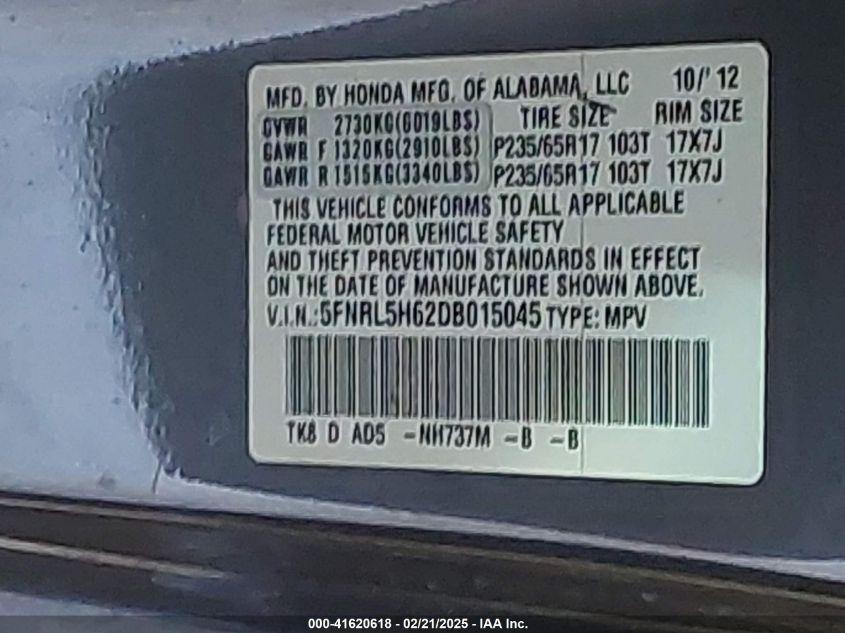 MFD. BY HONDA MFG. OF ALABAMA, LLC 10/'12
GVWR 2730KG(6019LBS) TIRE SIZE RIM SIZE
GAWR F 1320KG(2910LBS) P235/65R17 103T 17X7J
GAWR R 1515KG(3340LBS) P235/65R17 103T 17X7J
THIS VEHICLE CONFORMS TO ALL APPLICABLE
FEDERAL MOTOR VEHICLE SAFETY
AND THEFT PREVENTION STANDARDS IN EFFECT
ON THE DATE OF MANUFACTURE SHOWN ABOVE.
V.I.N.:5FNRL5H62DB015045 TYPE: MPV
TK8 D AD5 -NH737M -B -B
000-41620618 - 02/21/2025 - IAA Inc.